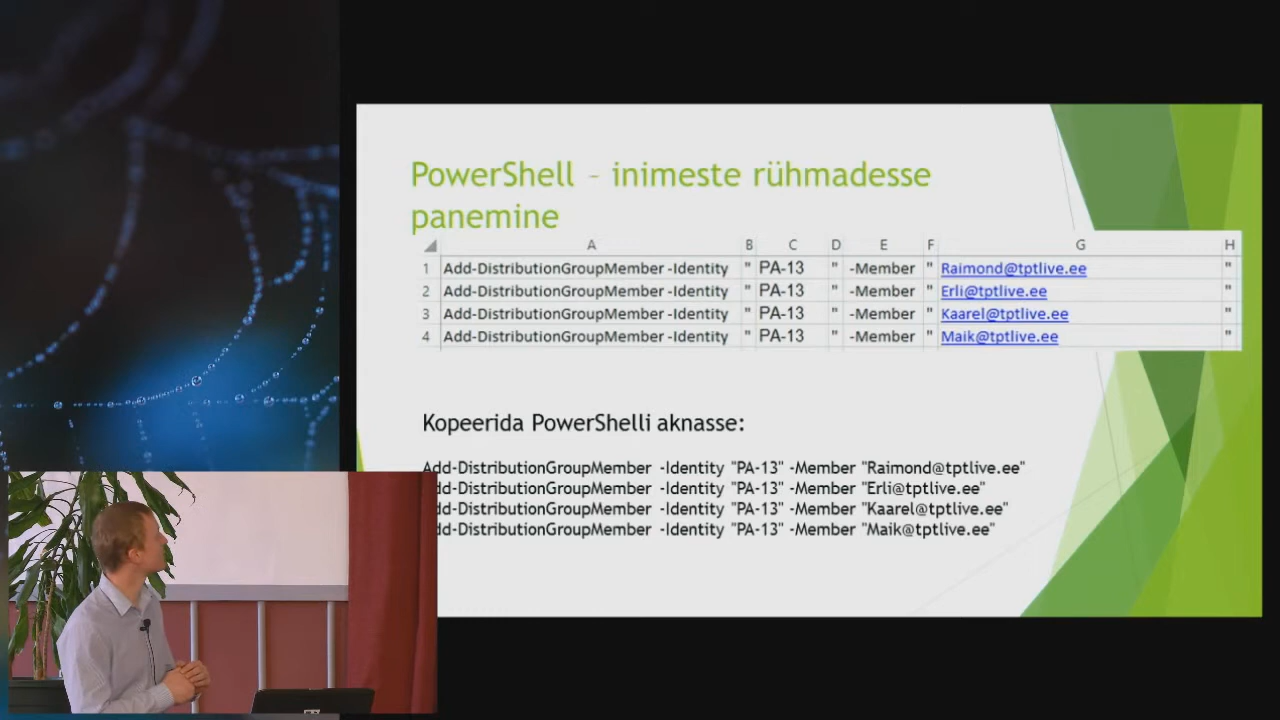 PowerShell – inimeste rühmadesse
panemine
A B C D E F G H
1 Add-DistributionGroupMember -Identity " PA-13 " -Member " Raimond@tptlive.ee "
2 Add-DistributionGroupMember -Identity " PA-13 " -Member " Erli@tptlive.ee "
3 Add-DistributionGroupMember -Identity " PA-13 " -Member " Kaarel@tptlive.ee "
4 Add-DistributionGroupMember -Identity " PA-13 " -Member " Maik@tptlive.ee "
Kopeerida PowerShelli aknasse:
Add-DistributionGroupMember -Identity "PA-13" -Member "Raimond@tptlive.ee"
dd-DistributionGroupMember -Identity "PA-13" -Member "Erli@tptlive.ee"
dd-DistributionGroupMember -Identity "PA-13" -Member "Kaarel@tptlive.ee"
dd-DistributionGroupMember -Identity "PA-13" -Member "Maik@tptlive.ee"